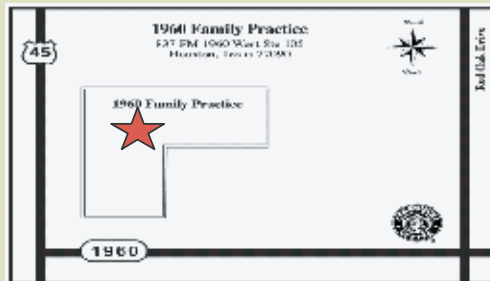 1960 Family Practice
837 FM 1960 West Ste 105
Houston, Texas 77090
45
Red Oak Drive
1960 Family Practice
1960